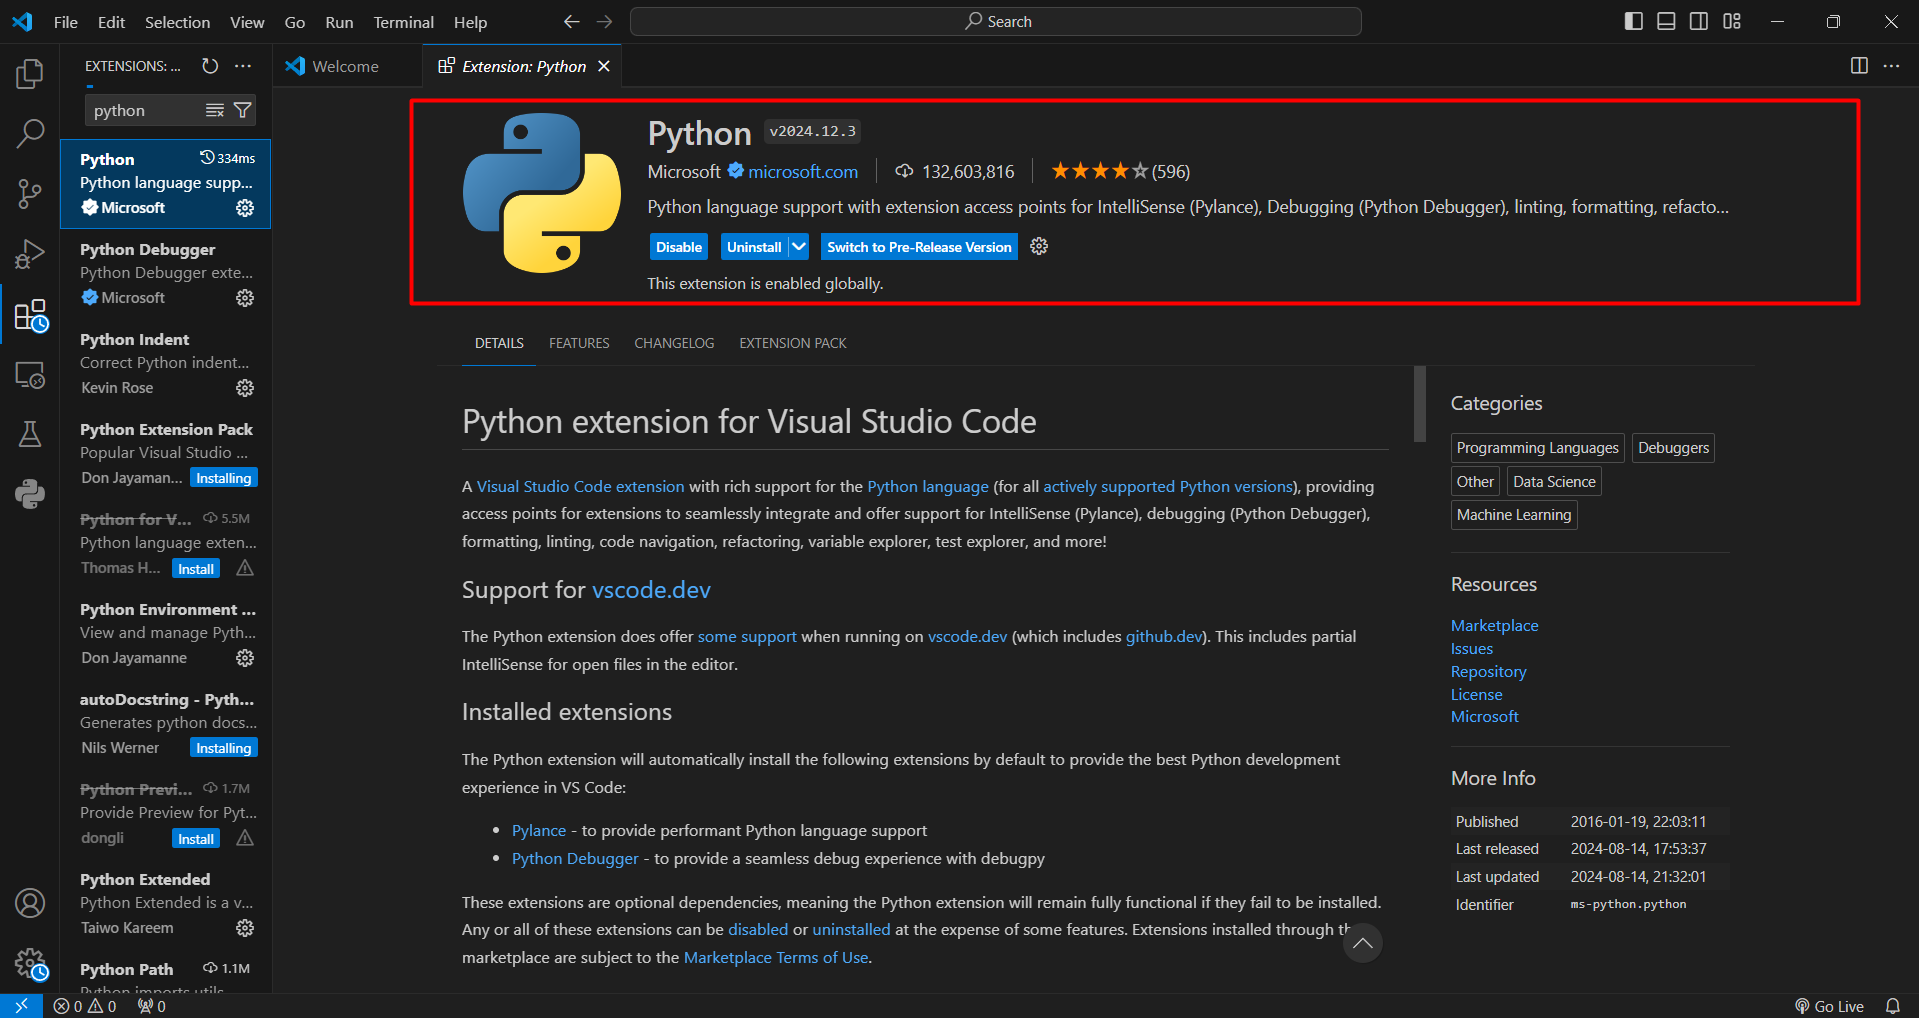 File Edit Selection View Go Run Terminal Help
Search
EXTENSIONS: ...
python
Python 334ms
Python language supp...
Microsoft
Python Debugger
Python Debugger exte...
Microsoft
Python Indent
Correct Python indent...
Kevin Rose
Python Extension Pack
Popular Visual Studio ...
Don Jayaman... Installing
Python for V... 5.5M
Python language exten...
Thomas H... Install
Python Environment ...
View and manage Pyth...
Don Jayamanne
autoDocstring - Pyth...
Generates python docs...
Nils Werner Installing
Python Previ... 1.7M
Provide Preview for Pyt...
dongli Install
Python Extended
Python Extended is a v...
Taiwo Kareem
Python Path 1.1M
Python imports utils
Welcome
Extension: Python
Python v2024.12.3
Microsoft microsoft.com 132,603,816 (596)
Python language support with extension access points for IntelliSense (Pylance), Debugging (Python Debugger), linting, formatting, refacto...
Disable Uninstall Switch to Pre-Release Version
This extension is enabled globally.
DETAILS FEATURES CHANGELOG EXTENSION PACK
Python extension for Visual Studio Code
A Visual Studio Code extension with rich support for the Python language (for all actively supported Python versions), providing
access points for extensions to seamlessly integrate and offer support for IntelliSense (Pylance), debugging (Python Debugger),
formatting, linting, code navigation, refactoring, variable explorer, test explorer, and more!
Support for vscode.dev
The Python extension does offer some support when running on vscode.dev (which includes github.dev). This includes partial
IntelliSense for open files in the editor.
Installed extensions
The Python extension will automatically install the following extensions by default to provide the best Python development
experience in VS Code:
• Pylance - to provide performant Python language support
• Python Debugger - to provide a seamless debug experience with debugpy
These extensions are optional dependencies, meaning the Python extension will remain fully functional if they fail to be installed.
Any or all of these extensions can be disabled or uninstalled at the expense of some features. Extensions installed through
marketplace are subject to the Marketplace Terms of Use.
Categories
Programming Languages Debuggers
Other Data Science
Machine Learning
Resources
Marketplace
Issues
Repository
License
Microsoft
More Info
Published 2016-01-19, 22:03:11
Last released 2024-08-14, 17:53:37
Last updated 2024-08-14, 21:32:01
Identifier ms-python.python
0 0 0
Go Live